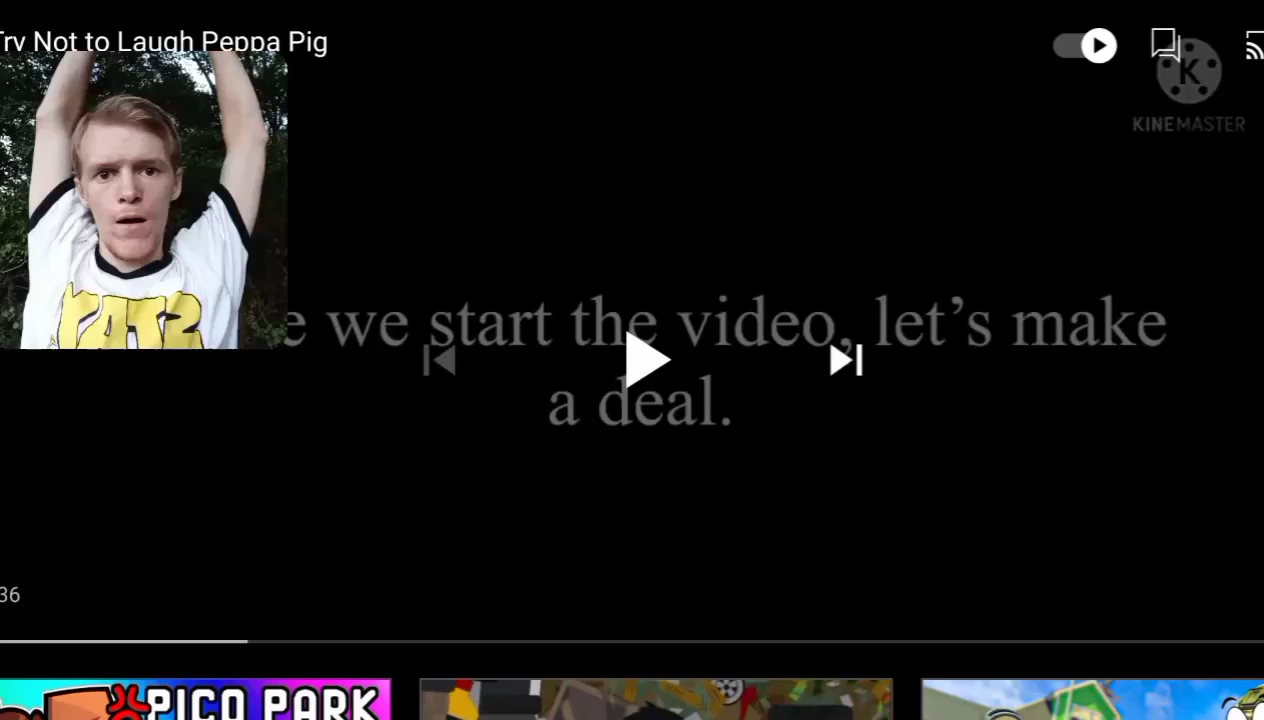 Try Not to Laugh Peppa Pig
KINEMASTER
we start the video, let's make
a deal.
36
PICO PARK